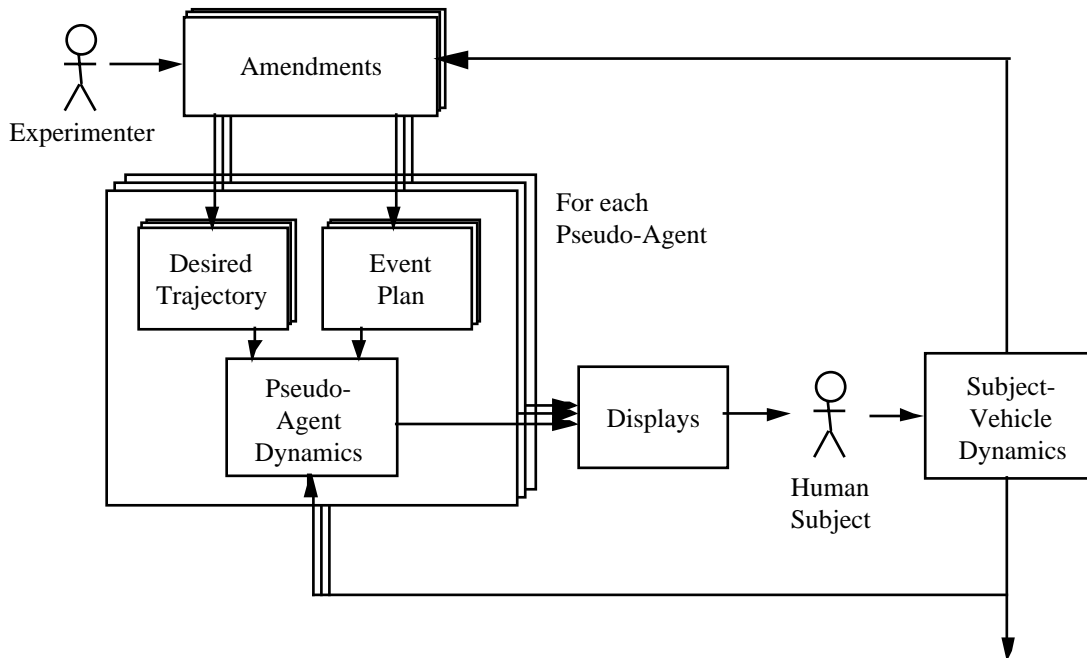 Amendments
Experimenter
For each
Pseudo-Agent
Desired
Trajectory
Event
Plan
Pseudo-
Agent
Dynamics
Displays
Human
Subject
Subject-
Vehicle
Dynamics